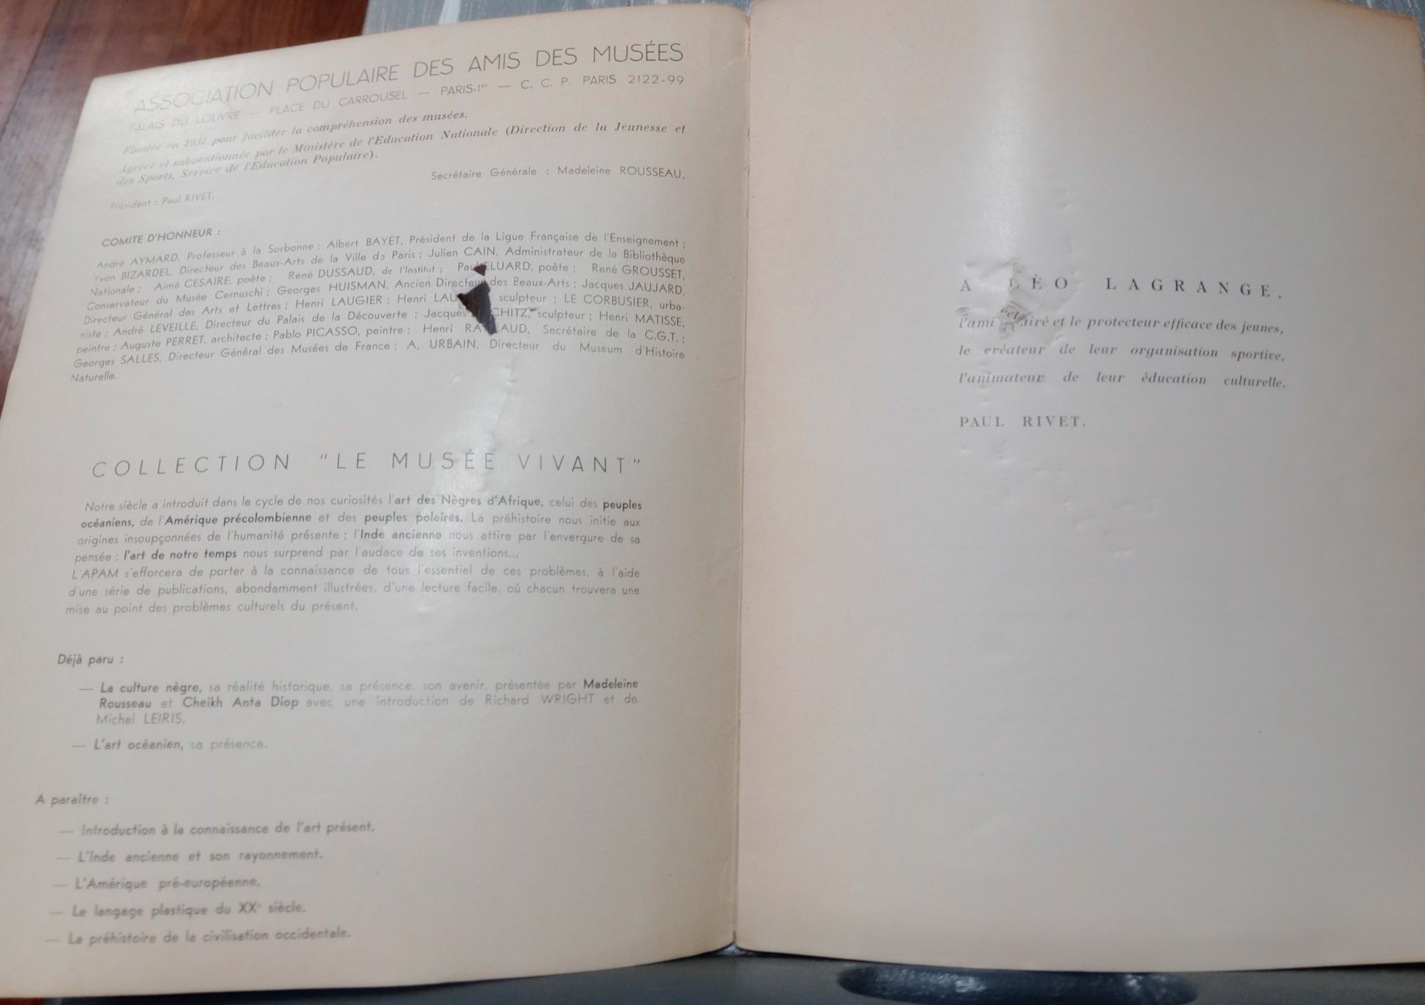 ASSOCIATION POPULAIRE DES AMIS DES MUSÉES
PALAIS DU LOUVRE — PLACE DU CARROUSEL — PARIS-1er — C. C. P. PARIS 2122-99
Fondée en 1937 pour faciliter la compréhension des musées.
Agréée et subventionnée par le Ministère de l'Education Nationale (Direction de la Jeunesse et
des Sports, Service de l'Education Populaire).
Secrétaire Générale : Madeleine ROUSSEAU.
Président : Paul RIVET.
COMITE D'HONNEUR :
André AYMARD, Professeur à la Sorbonne ; Albert BAYET, Président de la Ligue Française de l'Enseignement ;
Yvon BIZARDEL, Directeur des Beaux-Arts de la Ville de Paris ; Julien CAIN, Administrateur de la Bibliothèque
Nationale ; Aimé CESAIRE, poète ; René DUSSAUD, de l'Institut ; Pau ELUARD, poète ; René GROUSSET,
Conservateur du Musée Cernuschi ; Georges HUISMAN, Ancien Directeur des Beaux-Arts ; Jacques JAUJARD,
Directeur Général des Arts et Lettres ; Henri LAUGIER ; Henri LAU sculpteur ; LE CORBUSIER, urba-
niste ; André LEVEILLE, Directeur du Palais de la Découverte ; Jacques CHITZ, sculpteur ; Henri MATISSE,
peintre ; Auguste PERRET, architecte ; Pablo PICASSO, peintre ; Henri RA AUD, Secrétaire de la C.G.T. ;
Georges SALLES, Directeur Général des Musées de France ; A. URBAIN, Directeur du Museum d'Histoire
Naturelle.
COLLECTION "LE MUSÉE VIVANT"
Notre siècle a introduit dans le cycle de nos curiosités l'art des Nègres d'Afrique, celui des peuples
océaniens, de l'Amérique précolombienne et des peuples polaires. La préhistoire nous initie aux
origines insoupçonnées de l'humanité présente ; l'Inde ancienne nous attire par l'envergure de sa
pensée ; l'art de notre temps nous surprend par l'audace de ses inventions...
L'APAM s'efforcera de porter à la connaissance de tous l'essentiel de ces problèmes, à l'aide
d'une série de publications, abondamment illustrées, d'une lecture facile, où chacun trouvera une
mise au point des problèmes culturels du présent.
Déjà paru :
— La culture nègre, sa réalité historique, sa présence, son avenir, présentée par Madeleine
Rousseau et Cheikh Anta Diop avec une introduction de Richard WRIGHT et de
Michel LEIRIS.
— L'art océanien, sa présence.
A paraître :
— Introduction à la connaissance de l'art présent.
— L'Inde ancienne et son rayonnement.
— L'Amérique pré-européenne.
— Le langage plastique du XXe siècle.
— La préhistoire de la civilisation occidentale.
A LÉO LAGRANGE,
l'ami éclairé et le protecteur efficace des jeunes,
le créateur de leur organisation sportive,
l'animateur de leur éducation culturelle.
PAUL RIVET.